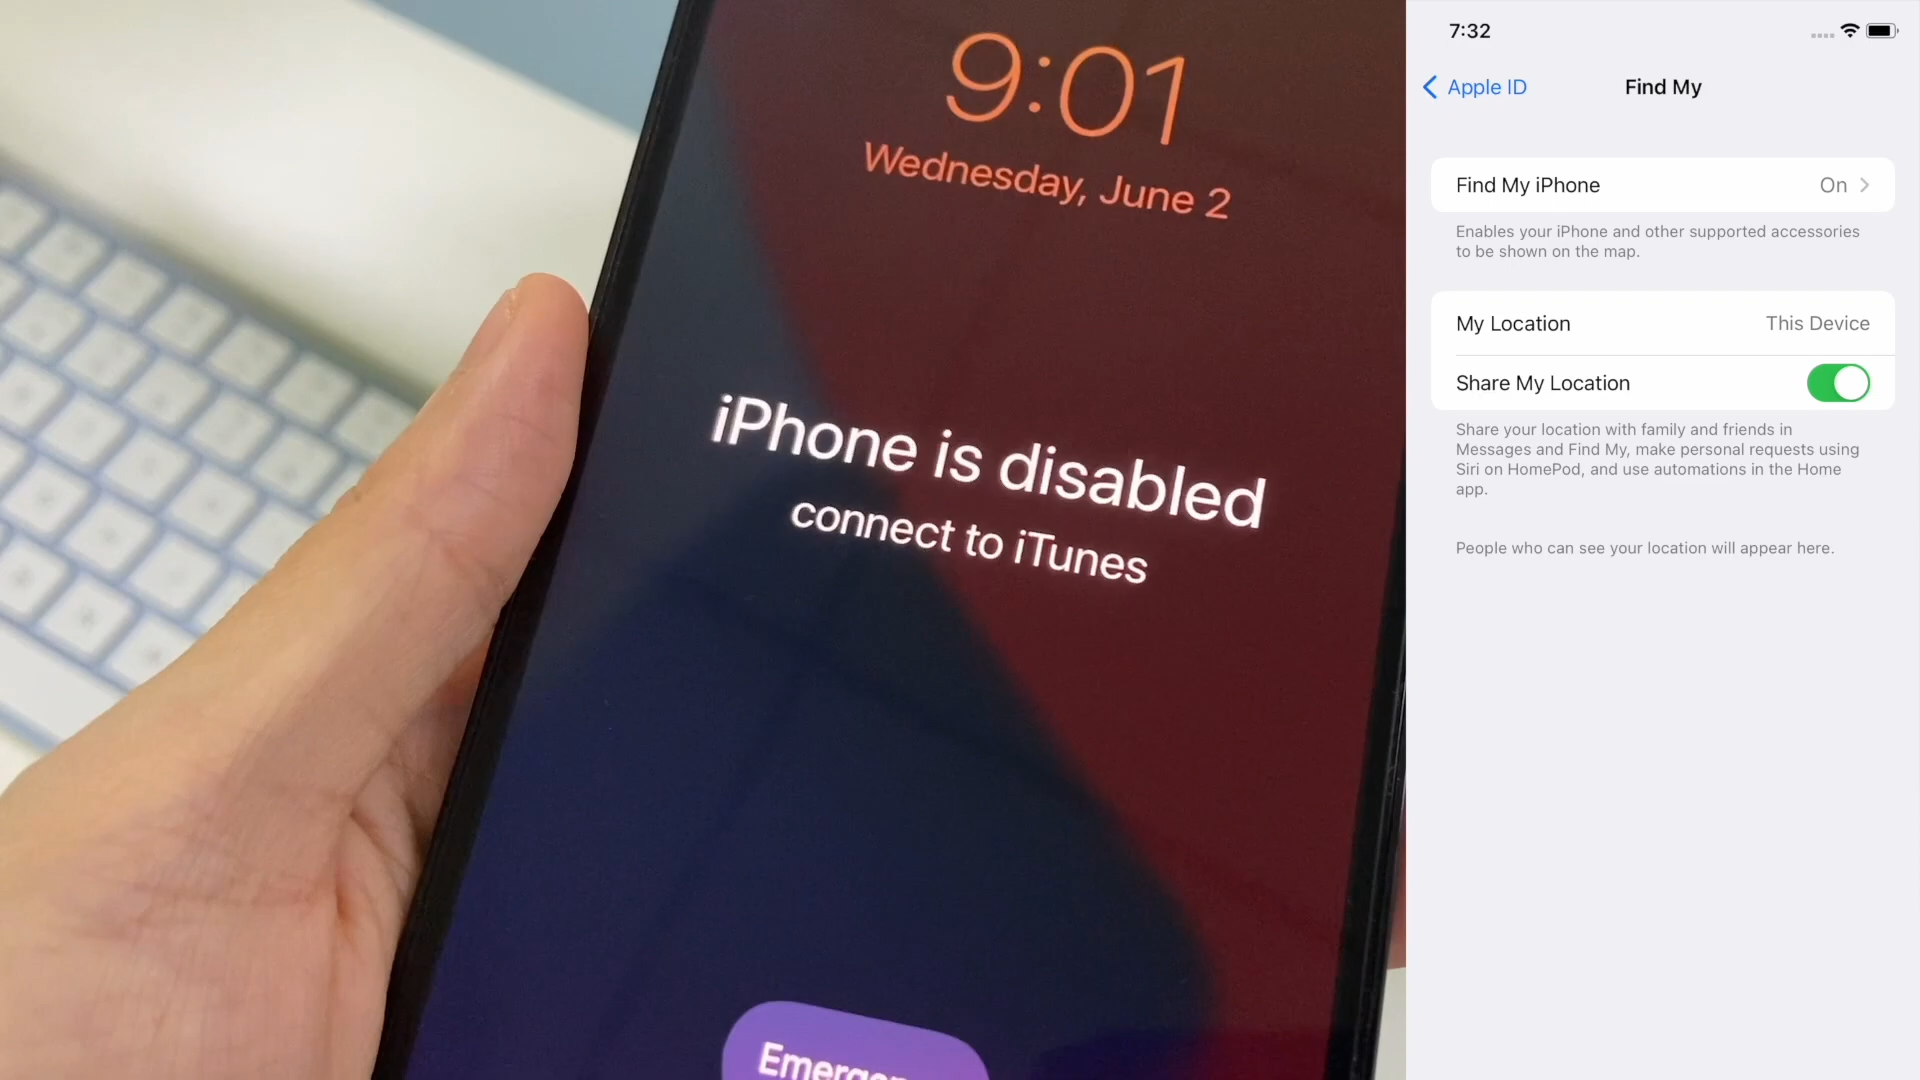 9:01
Wednesday, June 2
iPhone is disabled
connect to iTunes
7:32
Apple ID
Find My
Find My iPhone
On
Enables your iPhone and other supported accessories
to be shown on the map.
My Location
This Device
Share My Location
Share your location with family and friends in
Messages and Find My, make personal requests using
Siri on HomePod, and use automations in the Home
app.
People who can see your location will appear here.